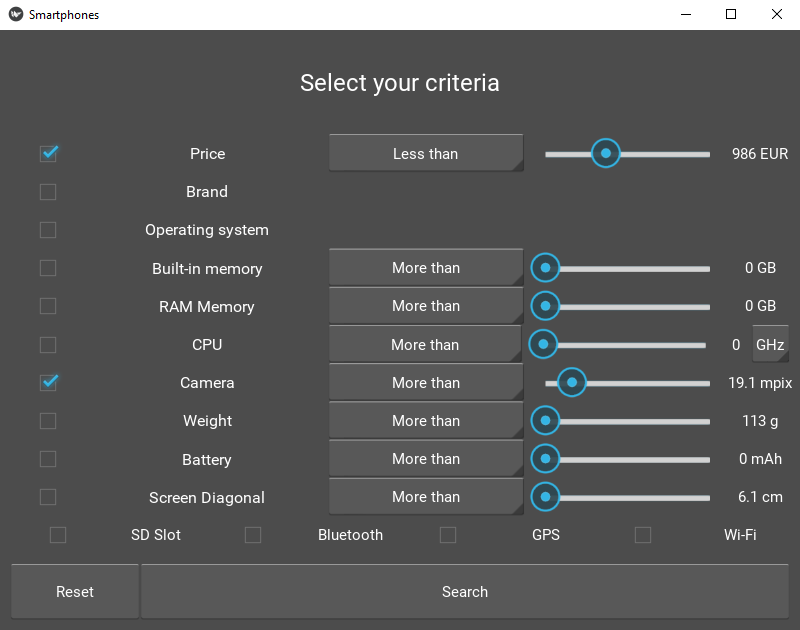 Smartphones
Select your criteria
Price Less than 986 EUR
Brand
Operating system
Built-in memory More than 0 GB
RAM Memory More than 0 GB
CPU More than 0 GHz
Camera More than 19.1 mpix
Weight More than 113 g
Battery More than 0 mAh
Screen Diagonal More than 6.1 cm
SD Slot Bluetooth GPS Wi-Fi
Reset Search